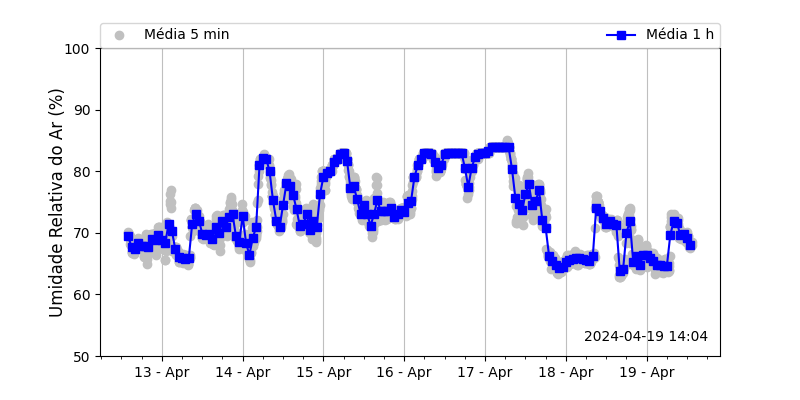 Média 5 min
Média 1 h
Umidade Relativa do Ar (%)
100
90
80
70
60
50
2024-04-19 14:04
13 - Apr
14 - Apr
15 - Apr
16 - Apr
17 - Apr
18 - Apr
19 - Apr